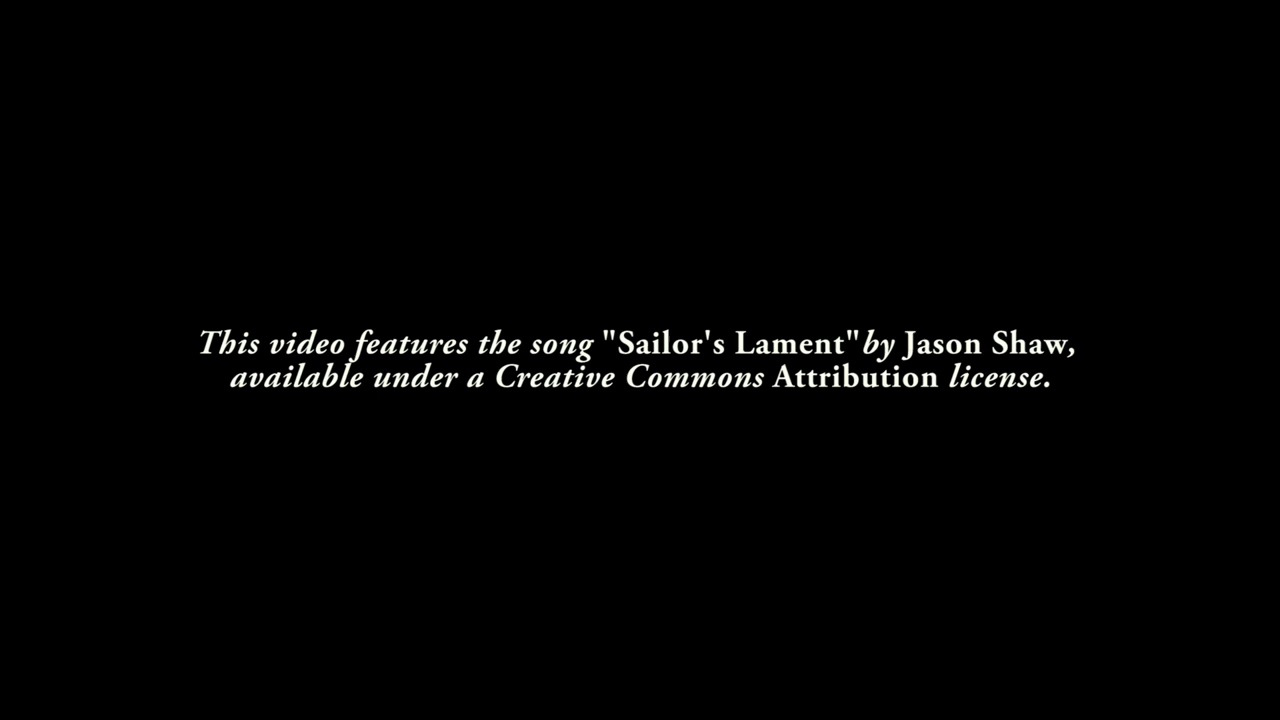 This video features the song "Sailor's Lament" by Jason Shaw,
available under a Creative Commons Attribution license.